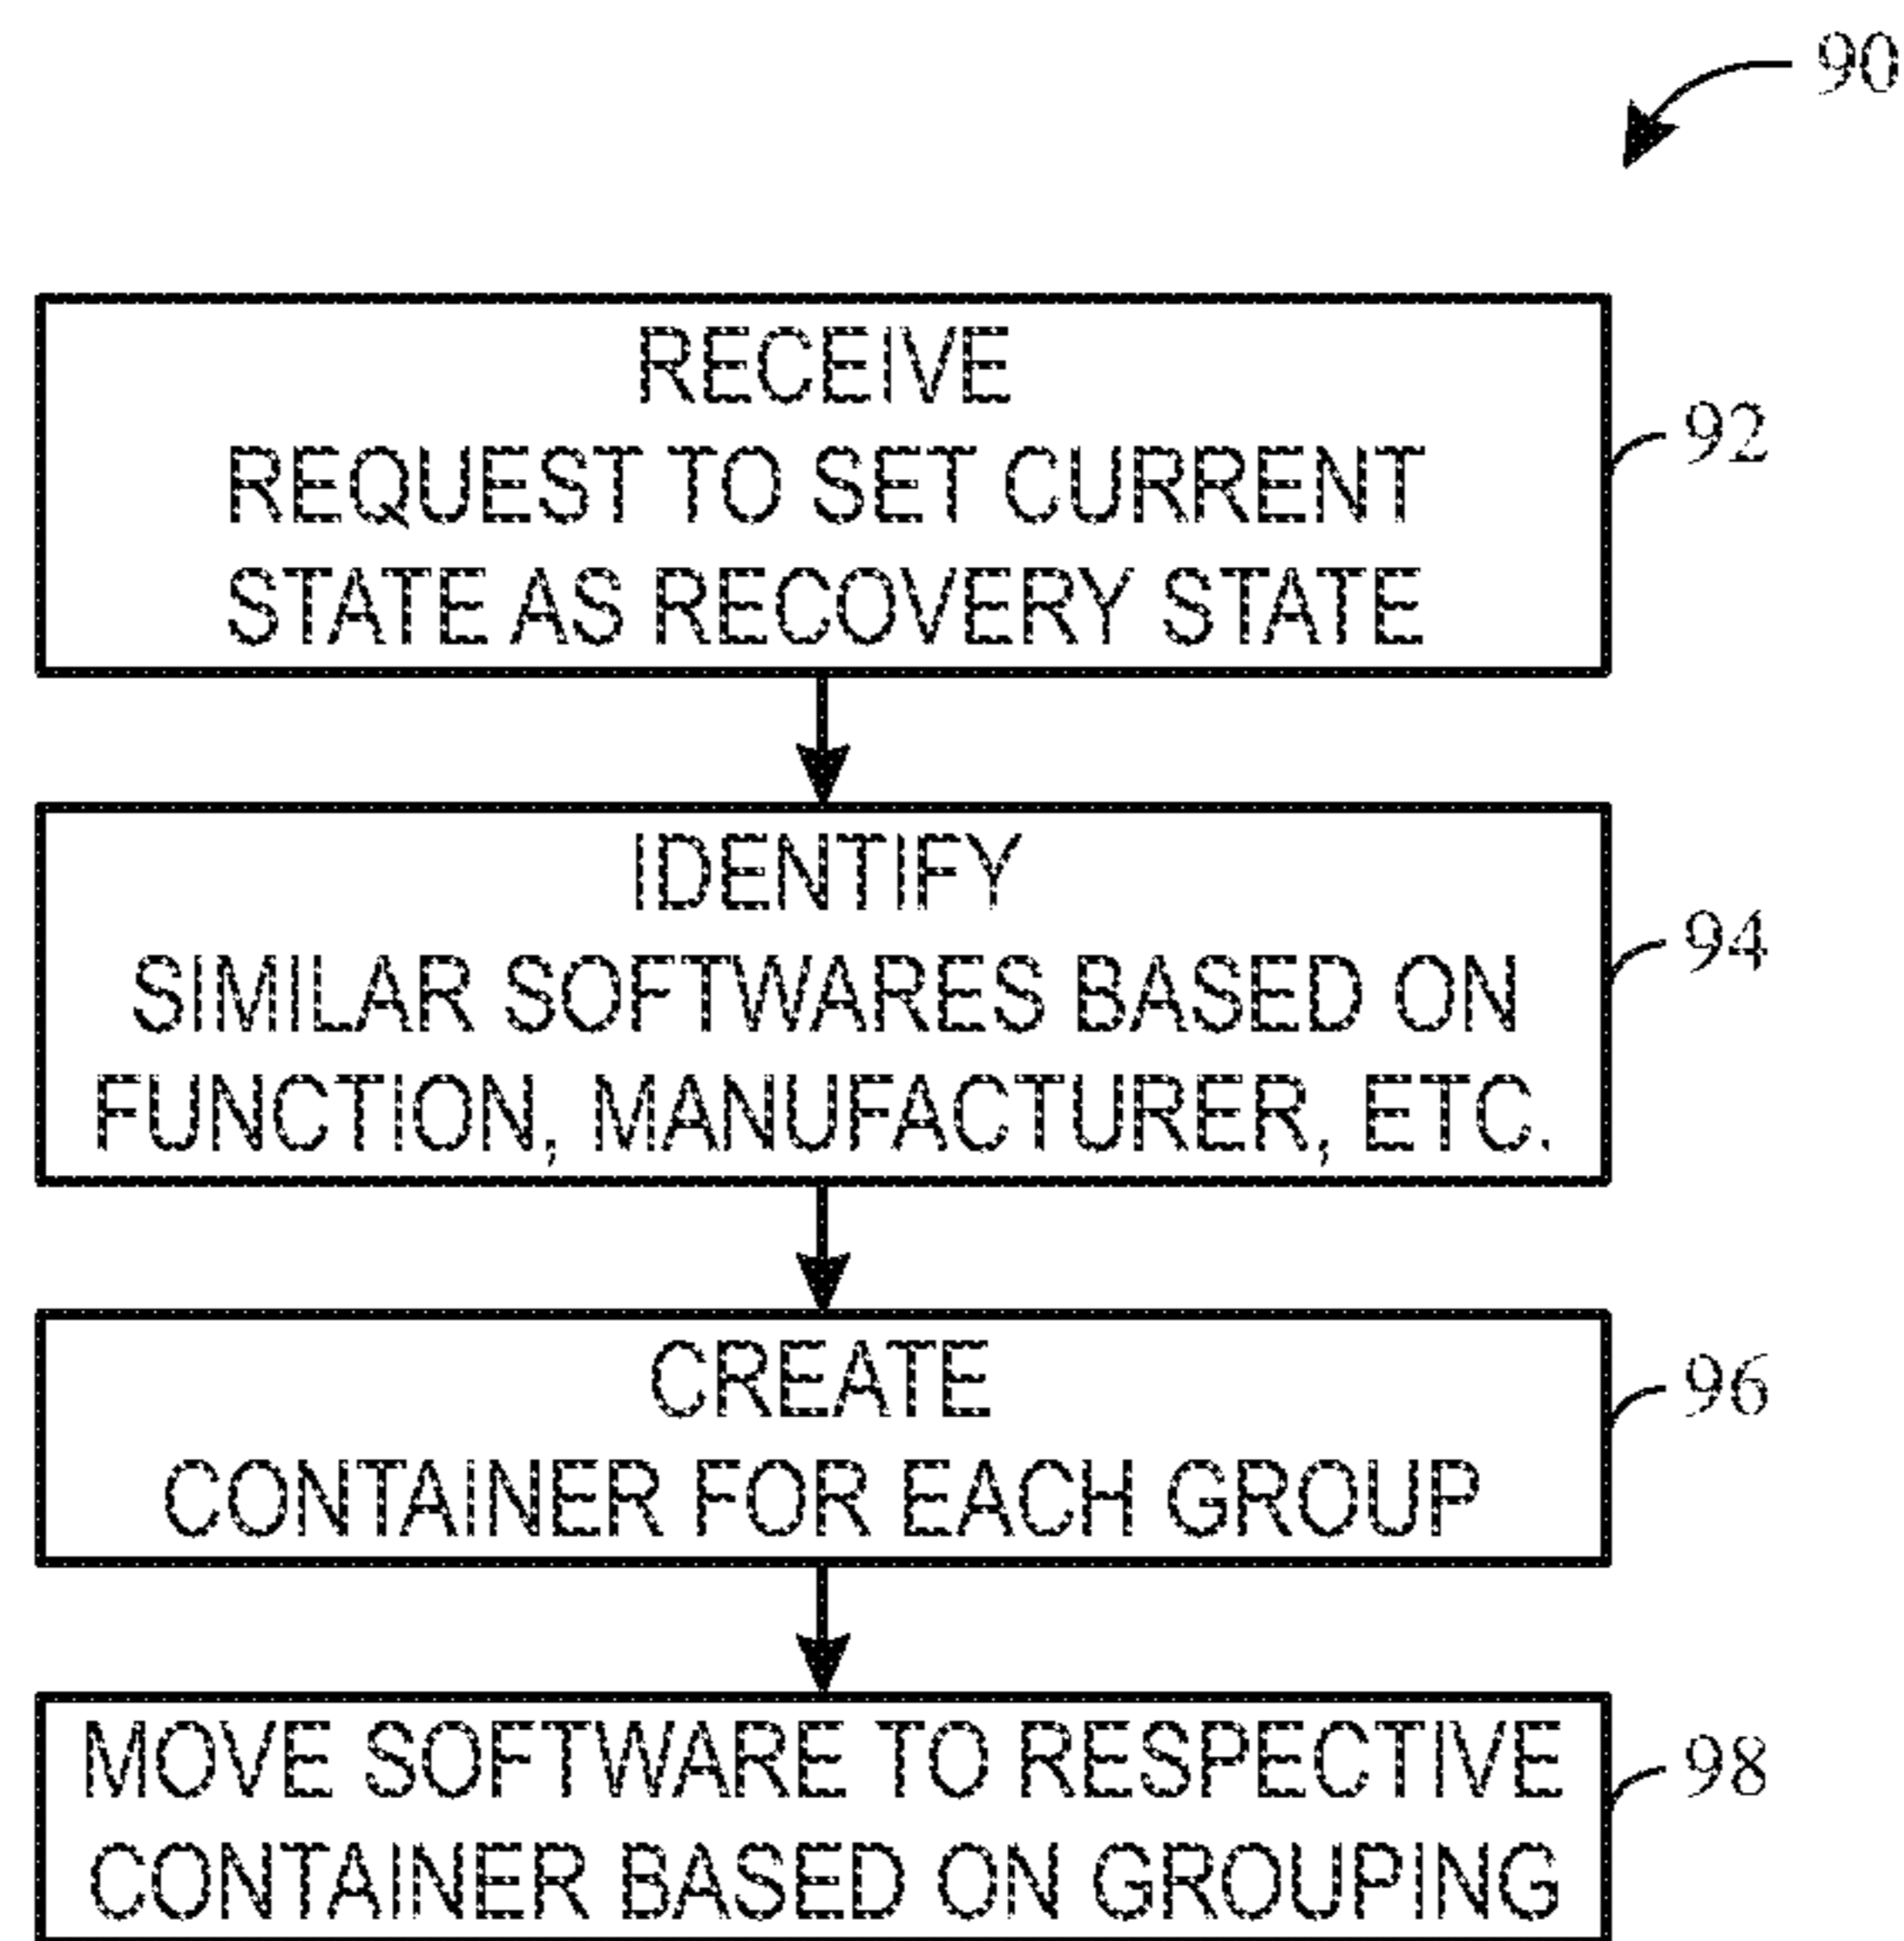 90
RECEIVE
REQUEST TO SET CURRENT
STATE AS RECOVERY STATE
92
IDENTIFY
SIMILAR SOFTWARES BASED ON
FUNCTION, MANUFACTURER, ETC.
94
CREATE
CONTAINER FOR EACH GROUP
96
MOVE SOFTWARE TO RESPECTIVE
CONTAINER BASED ON GROUPING
98